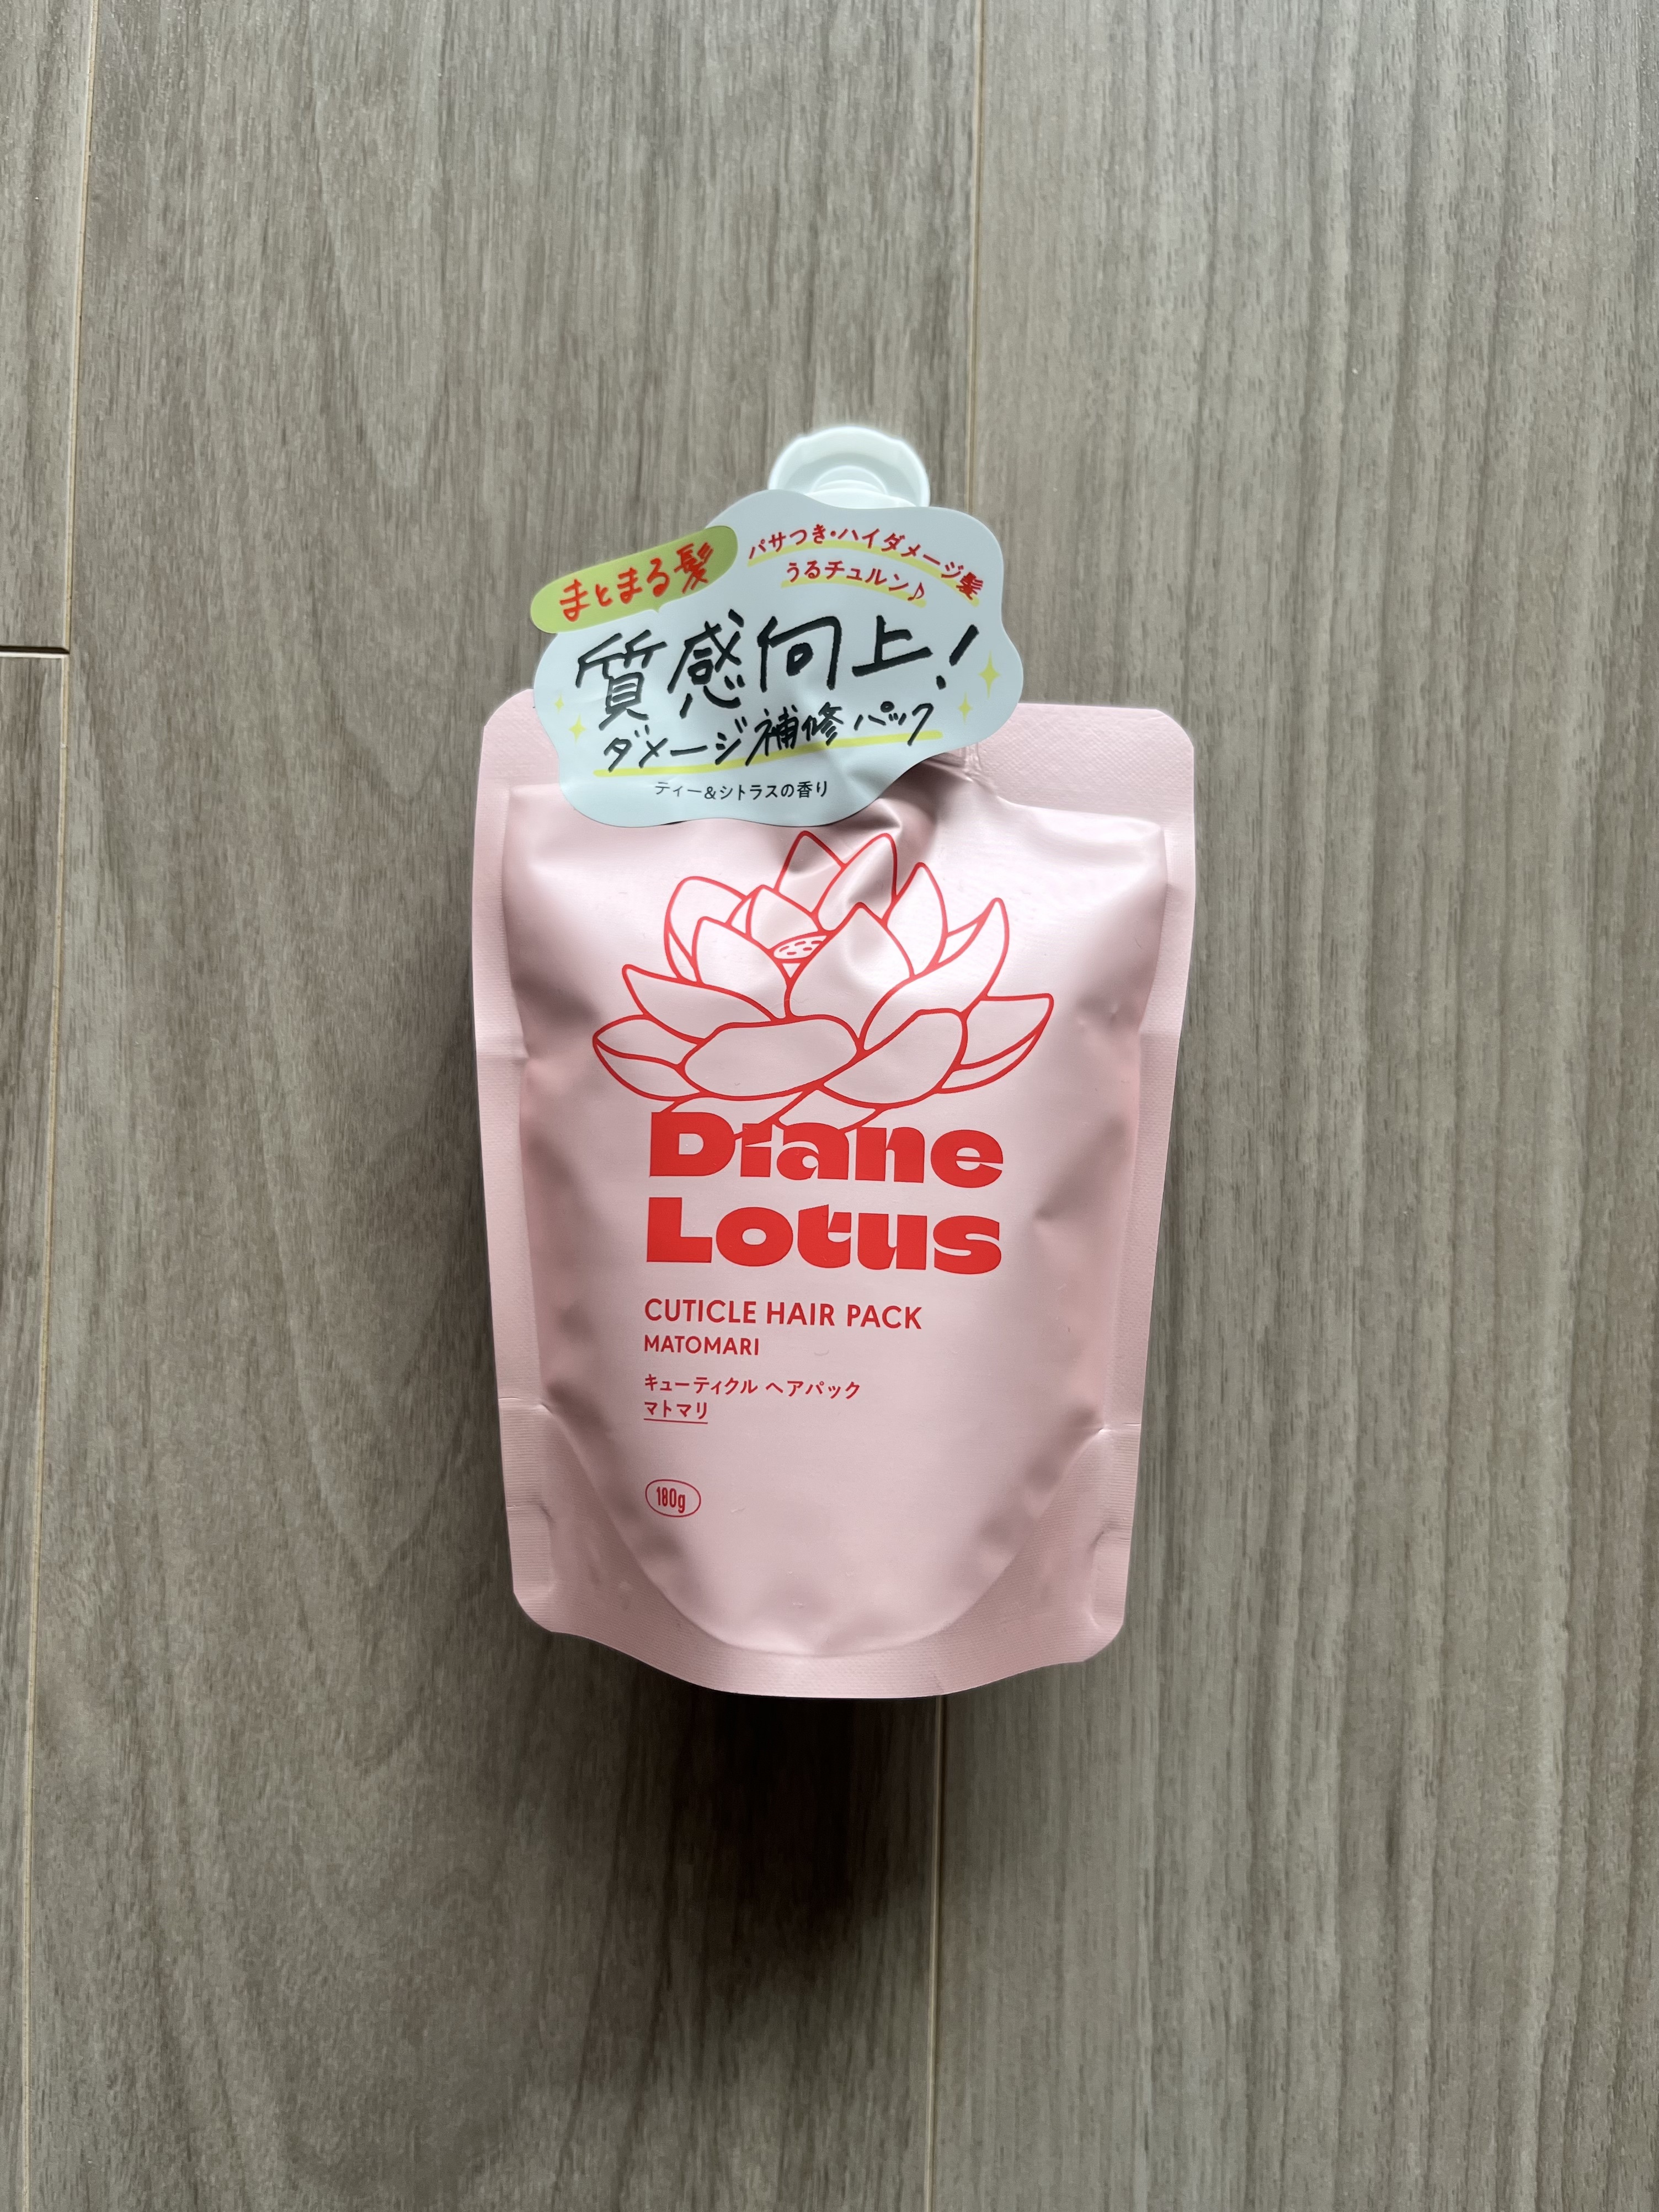 まとまる髪
パサつき・ハイダメージ髪
うるチュルン♪
質感向上!
ダメージ補修パック
ティー&シトラスの香り
Diane
Lotus
CUTICLE HAIR PACK
MATOMARI
キューティクル ヘアパック
マトマリ
180g